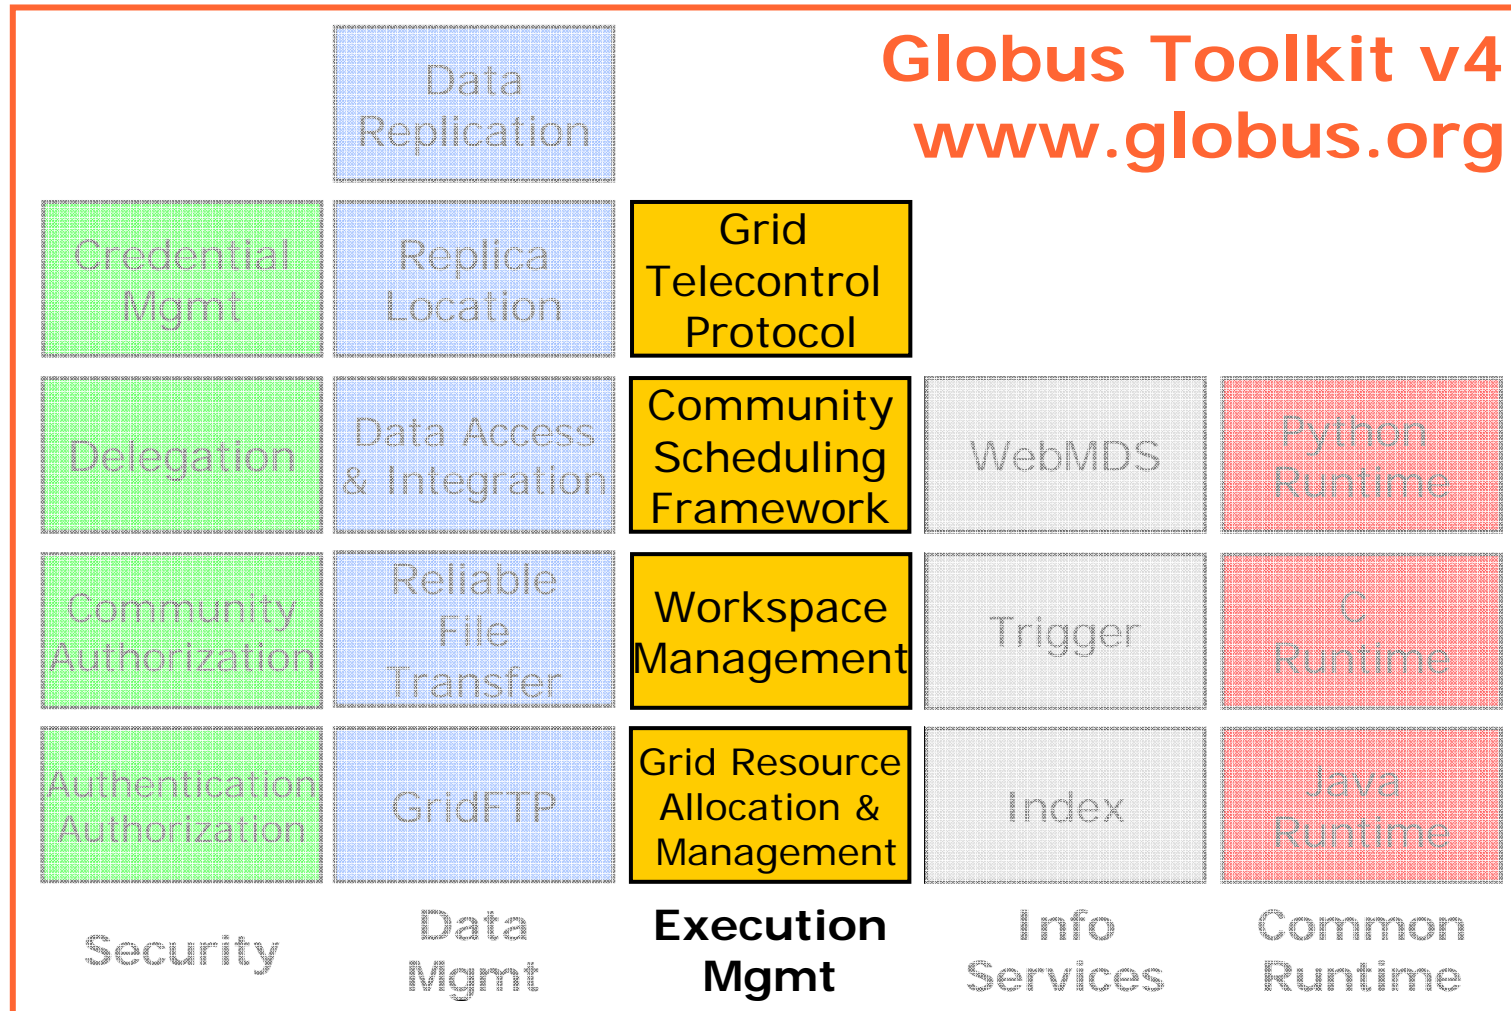 Globus Toolkit v4
www.globus.org
Data
Replication
Credential
Mgmt
Replica
Location
Grid
Telecontrol
Protocol
Delegation
Data Access
& Integration
Community
Scheduling
Framework
WebMDS
Python
Runtime
Community
Authorization
Reliable
File
Transfer
Workspace
Management
Trigger
C
Runtime
Authentication
Authorization
GridFTP
Grid Resource
Allocation &
Management
Index
Java
Runtime
Security
Data
Mgmt
Execution
Mgmt
Info
Services
Common
Runtime